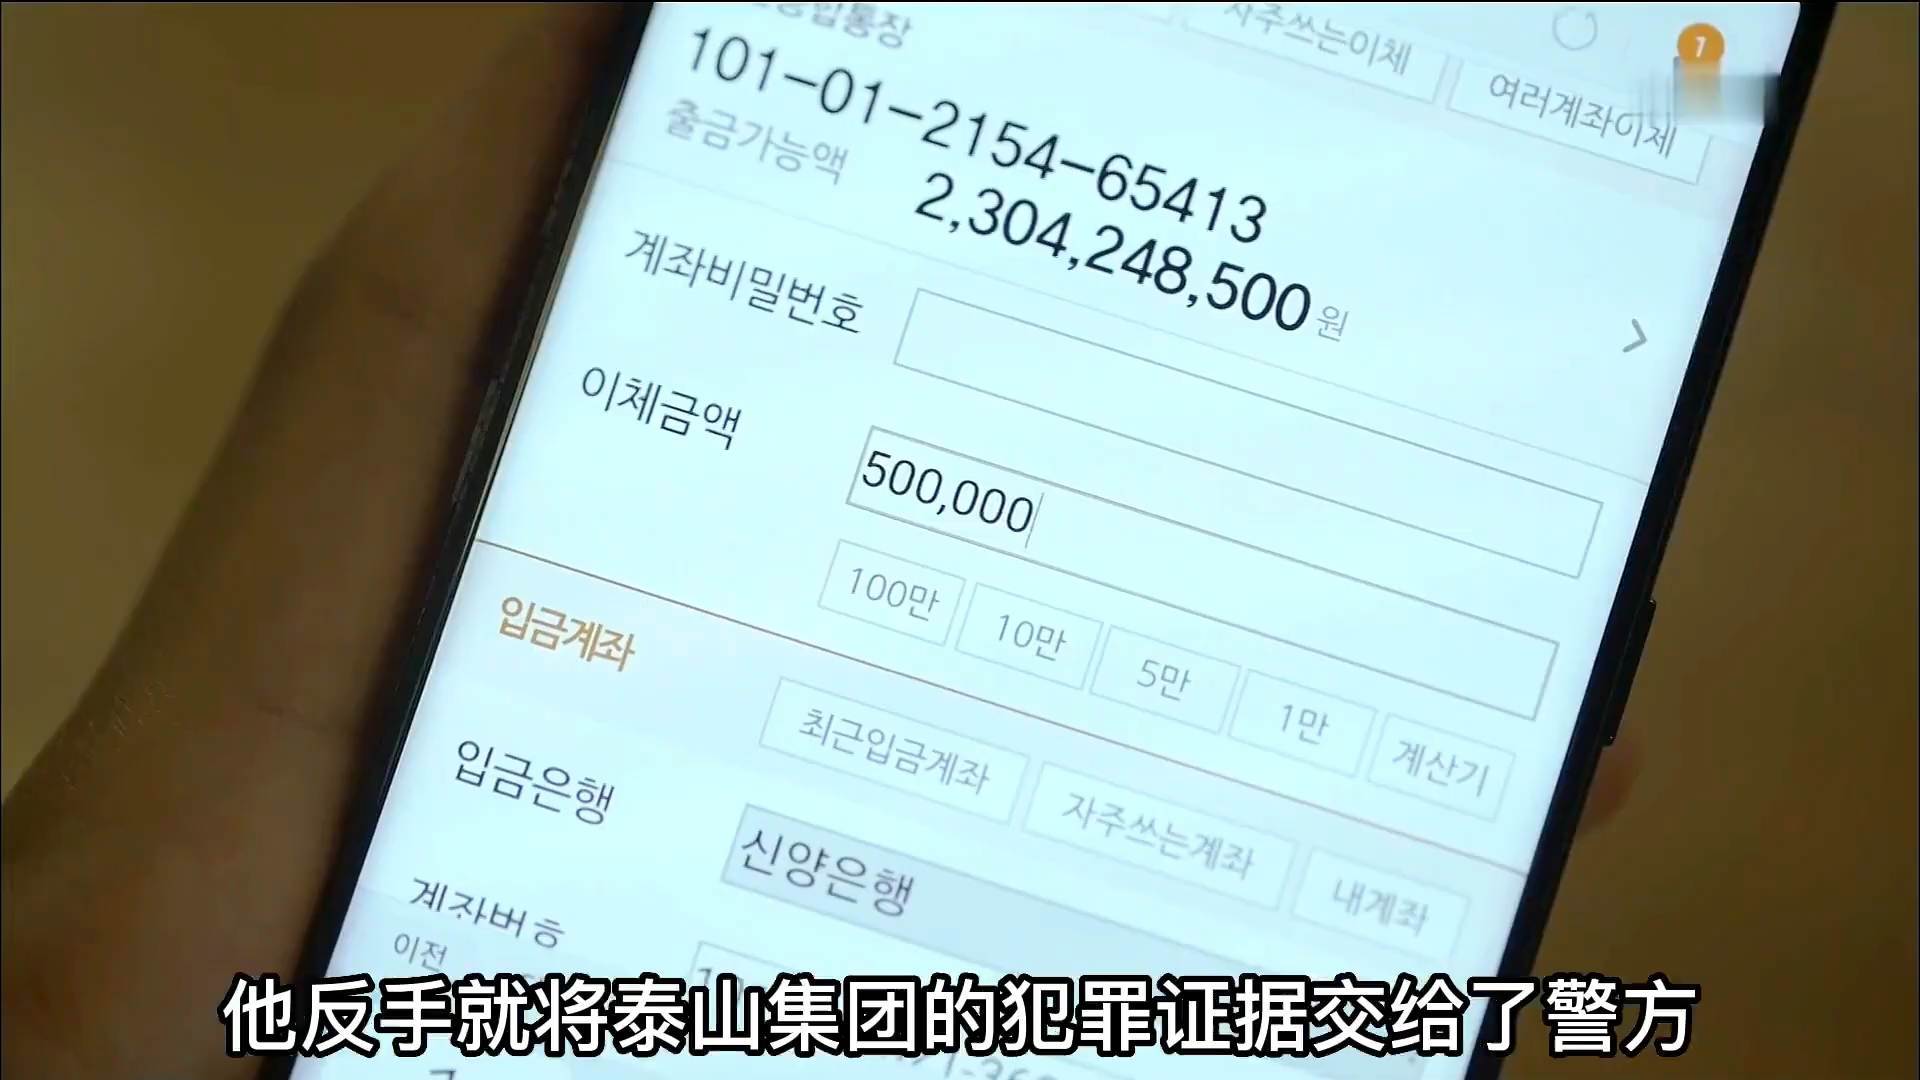 자주쓰는이체
1
여러계좌이체
101-01-2154-65413
출금가능액
2,304,248,500 원
계좌비밀번호
이체금액
500,000
100만
10만
5만
1만
계산기
입금계좌
최근입금계좌
자주쓰는계좌
내계좌
입금은행
신양은행
계좌번호
이전
他反手就将泰山集团的犯罪证据交给了警方